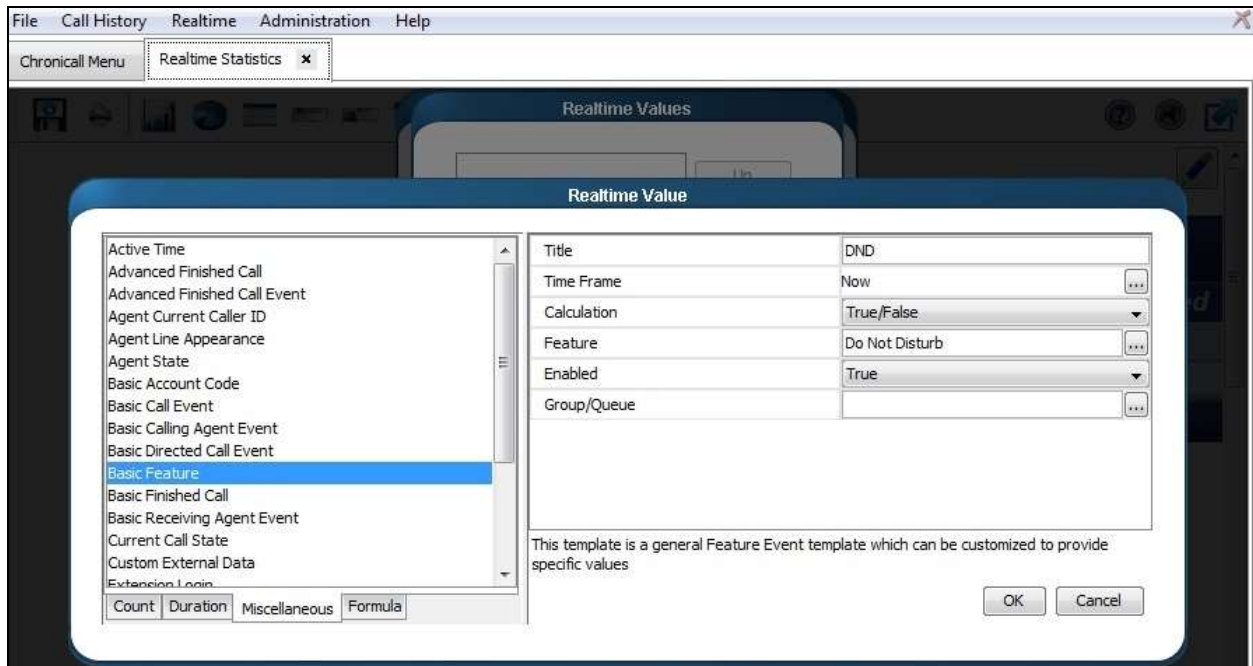 File Call History Realtime Administration Help
Chronicall Menu Realtime Statistics
Realtime Values
Up
Realtime Value
Active Time
Advanced Finished Call
Advanced Finished Call Event
Agent Current Caller ID
Agent Line Appearance
Agent State
Basic Account Code
Basic Call Event
Basic Calling Agent Event
Basic Directed Call Event
Basic Feature
Basic Finished Call
Basic Receiving Agent Event
Current Call State
Custom External Data
Extension Login
Count Duration Miscellaneous Formula
Title DND
Time Frame Now ...
Calculation True/False
Feature Do Not Disturb ...
Enabled True
Group/Queue ...
This template is a general Feature Event template which can be customized to provide
specific values
OK Cancel